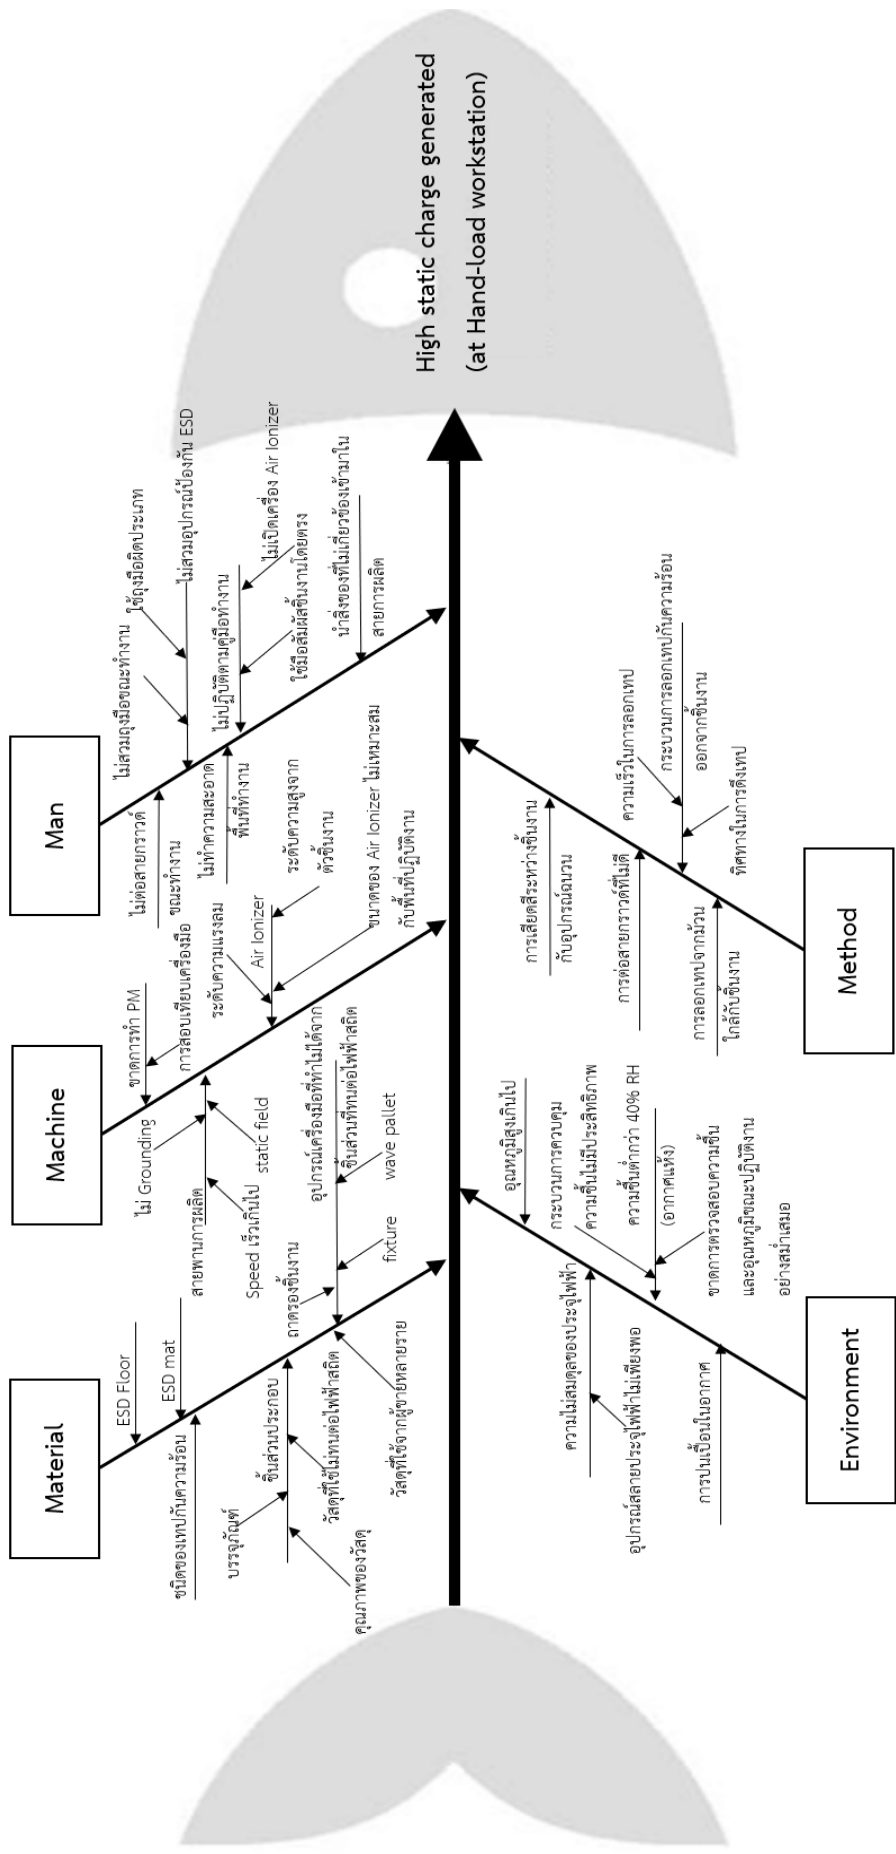 Material
Machine
Man
ESD Floor
ESD mat
ชนิดของเทปกันความร้อน
บรรจุภัณฑ์
ชิ้นส่วนประกอบ
คุณภาพของวัสดุ
วัสดุที่ใช้ไม่ทนต่อไฟฟ้าสถิต
วัสดุที่ใช้จากผู้ขายหลายราย
ถาดรองชิ้นงาน
fixture
wave pallet
อุปกรณ์เครื่องมือที่ทำไม่ได้จาก
ชิ้นส่วนที่ทนต่อไฟฟ้าสถิต
ขาดการทำ PM
การสอบเทียบเครื่องมือ
ไม่ Grounding
static field
สายพานการผลิต
Speed เร็วเกินไป
ระดับความแรงลม
Air Ionizer
ระดับความสูงจาก
ตัวชิ้นงาน
ขนาดของ Air Ionizer ไม่เหมาะสม
กับพื้นที่ปฏิบัติงาน
ไม่ต่อสายกราวด์
ขณะทำงาน
ไม่ทำความสะอาด
พื้นที่ทำงาน
ไม่สวมถุงมือขณะทำงาน
ใช้ถุงมือผิดประเภท
ไม่สวมอุปกรณ์ป้องกัน ESD
ไม่ปฏิบัติตามคู่มือทำงาน
ไม่เปิดเครื่อง Air Ionizer
ใช้มือสัมผัสชิ้นงานโดยตรง
นำสิ่งของที่ไม่เกี่ยวข้องเข้ามาใน
สายการผลิต
High static charge generated
(at Hand-load workstation)
อุณหภูมิสูงเกินไป
กระบวนการควบคุม
ความชื้นไม่มีประสิทธิภาพ
ความชื้นต่ำกว่า 40% RH
(อากาศแห้ง)
ขาดการตรวจสอบความชื้น
และอุณหภูมิขณะปฏิบัติงาน
อย่างสม่ำเสมอ
ความไม่สมดุลของประจุไฟฟ้า
อุปกรณ์สลายประจุไฟฟ้าไม่เพียงพอ
การปนเปื้อนในอากาศ
การเสียดสีระหว่างชิ้นงาน
กับอุปกรณ์ฉนวน
การต่อสายกราวด์ที่ไม่ดี
การลอกเทปจากม้วน
ใกล้กับชิ้นงาน
ความเร็วในการลอกเทป
กระบวนการลอกเทปกันความร้อน
ออกจากชิ้นงาน
ทิศทางในการดึงเทป
Environment
Method